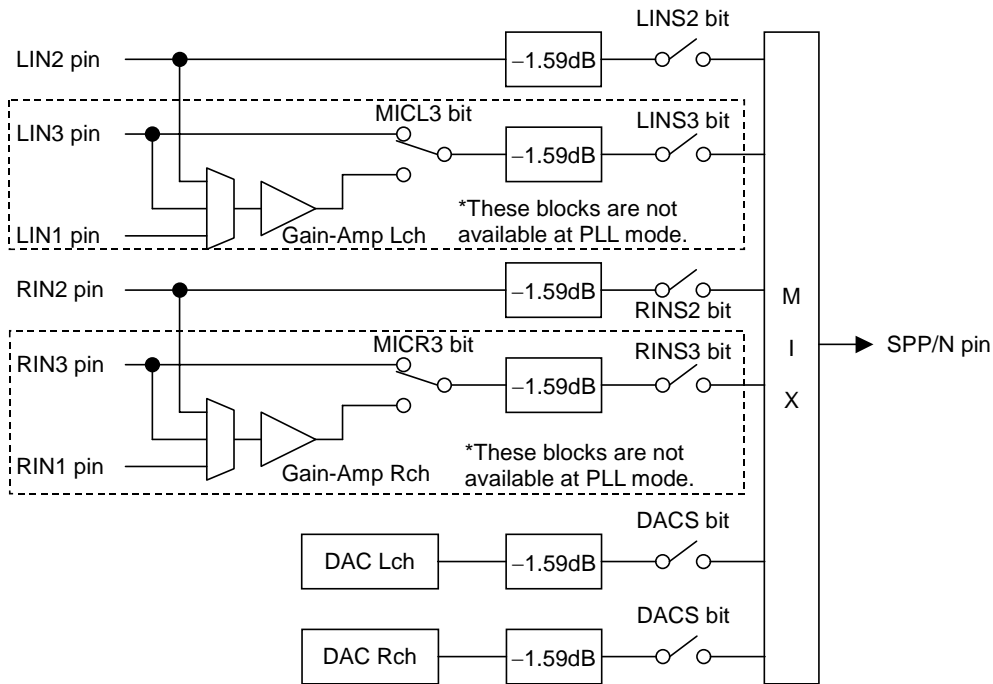 LINS2 bit
LIN2 pin
−1.59dB
MICL3 bit
LINS3 bit
LIN3 pin
−1.59dB
*These blocks are not
available at PLL mode.
LIN1 pin
Gain-Amp Lch
RIN2 pin
−1.59dB
RINS2 bit
M
I
X
SPP/N pin
MICR3 bit
RINS3 bit
RIN3 pin
−1.59dB
*These blocks are not
available at PLL mode.
RIN1 pin
Gain-Amp Rch
DACS bit
DAC Lch
−1.59dB
DACS bit
DAC Rch
−1.59dB